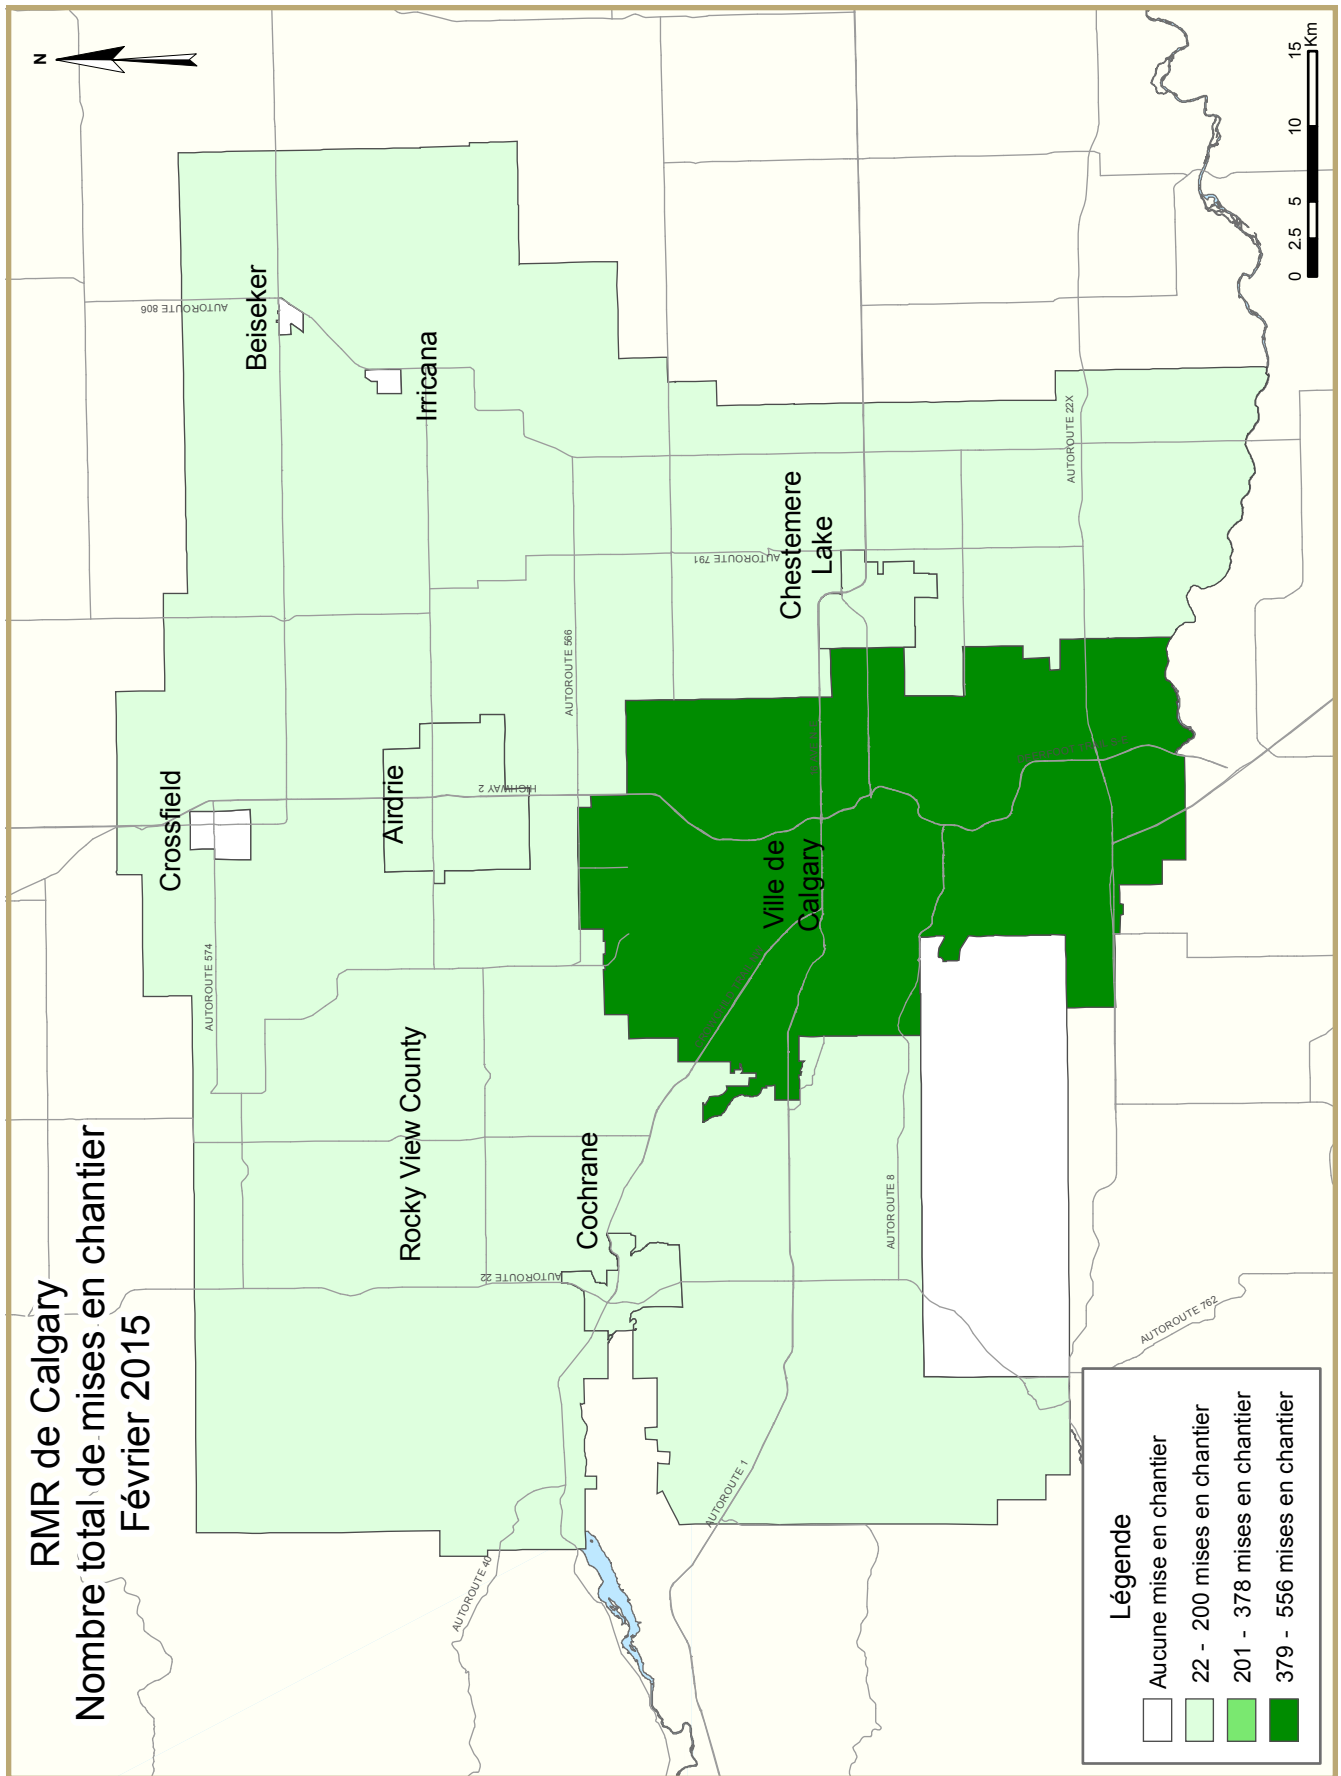 RMR de Calgary
Nombre total de mises en chantier
Février 2015
N
AUTOROUTE 806
Beiseker
Irricana
Crossfield
AUTOROUTE 574
Airdrie
HIGHWAY 2
AUTOROUTE 566
Rocky View County
AUTOROUTE 22
Cochrane
AUTOROUTE 40
AUTOROUTE 791
Chestemere
Lake
Ville de
Calgary
AUTOROUTE 1
AUTOROUTE 8
AUTOROUTE 22X
AUTOROUTE 762
Légende
Aucune mise en chantier
22 - 200 mises en chantier
201 - 378 mises en chantier
379 - 556 mises en chantier
0 2.5 5 10 15
Km